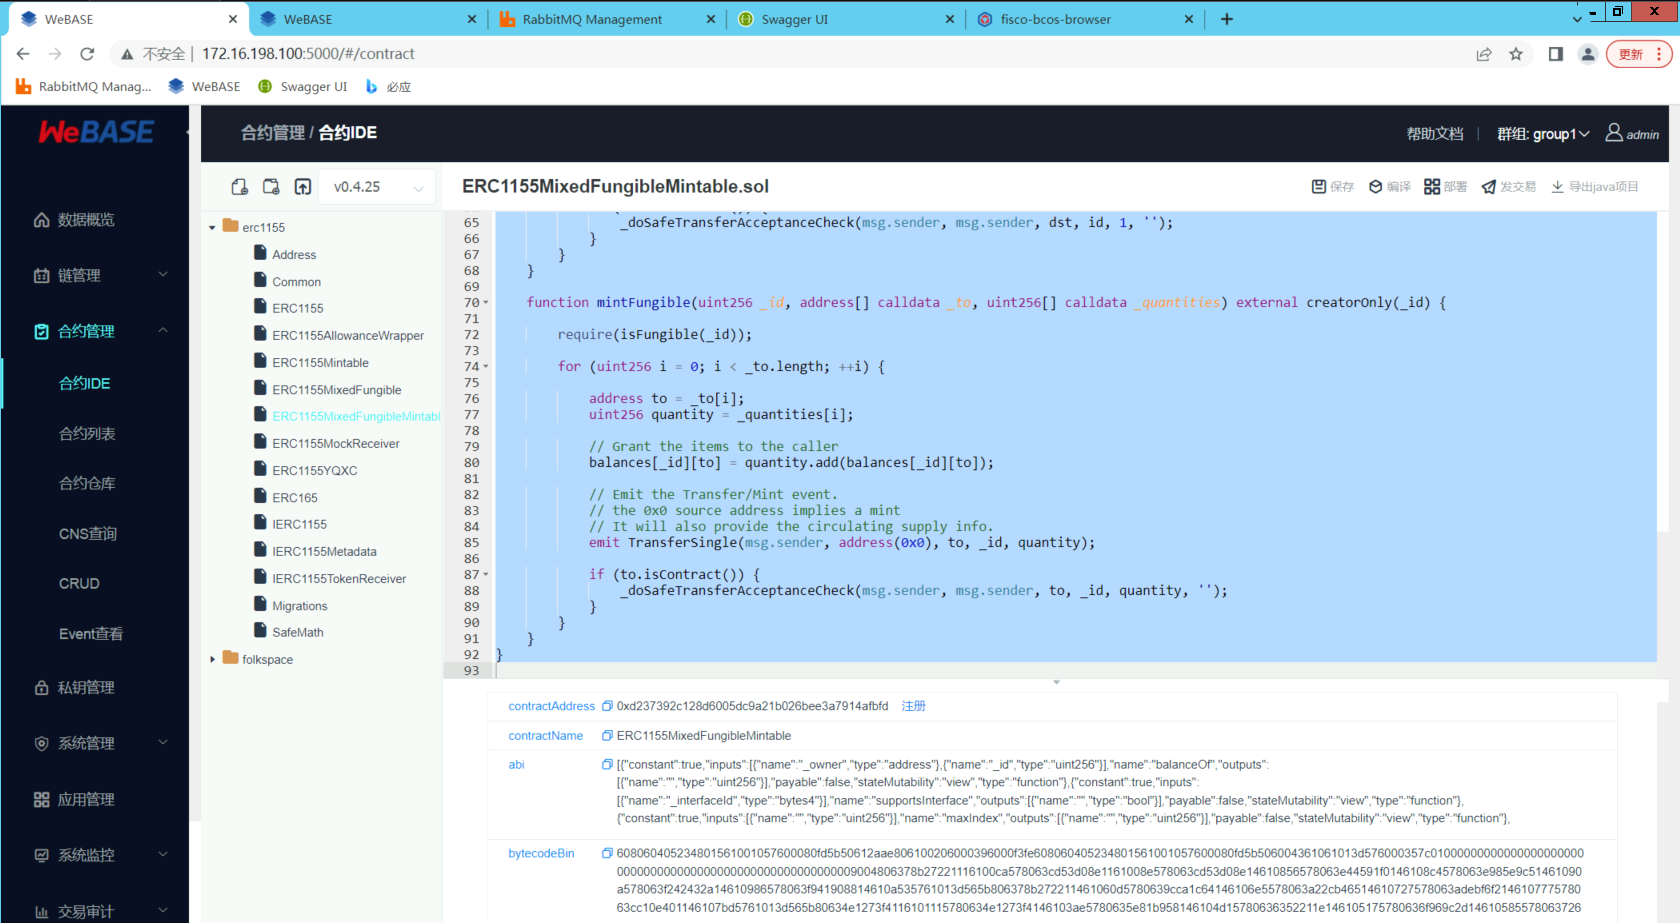 WeBASE
WeBASE
RabbitMQ Management
Swagger UI
fisco-bcos-browser
不安全 | 172.16.198.100:5000/#/contract
更新
RabbitMQ Manag...
WeBASE
Swagger UI
必应
WeBASE
合约管理 / 合约IDE
帮助文档
群组: group1
admin
数据概览
链管理
合约管理
合约IDE
合约列表
合约仓库
CNS查询
CRUD
Event查看
私钥管理
系统管理
应用管理
系统监控
交易审计
v0.4.25
erc1155
Address
Common
ERC1155
ERC1155AllowanceWrapper
ERC1155Mintable
ERC1155MixedFungible
ERC1155MixedFungibleMintabl
ERC1155MockReceiver
ERC1155YQXC
ERC165
IERC1155
IERC1155Metadata
IERC1155TokenReceiver
Migrations
SafeMath
folkspace
ERC1155MixedFungibleMintable.sol
保存
编译
部署
发交易
导出java项目
65 _doSafeTransferAcceptanceCheck(msg.sender, msg.sender, dst, id, 1, '');
66 }
67 }
68 }
69
70 function mintFungible(uint256 _id, address[] calldata _to, uint256[] calldata _quantities) external creatorOnly(_id) {
71
72 require(isFungible(_id));
73
74 for (uint256 i = 0; i < _to.length; ++i) {
75
76 address to = _to[i];
77 uint256 quantity = _quantities[i];
78
79 // Grant the items to the caller
80 balances[_id][to] = quantity.add(balances[_id][to]);
81
82 // Emit the Transfer/Mint event.
83 // the 0x0 source address implies a mint
84 // It will also provide the circulating supply info.
85 emit TransferSingle(msg.sender, address(0x0), to, _id, quantity);
86
87 if (to.isContract()) {
88 _doSafeTransferAcceptanceCheck(msg.sender, msg.sender, to, _id, quantity, '');
89 }
90 }
91 }
92 }
93
contractAddress 0xd237392c128d6005dc9a21b026bee3a7914afbfd 注册
contractName ERC1155MixedFungibleMintable
abi [{"constant":true,"inputs":[{"name":"_owner","type":"address"},{"name":"_id","type":"uint256"}],"name":"balanceOf","outputs":
[{"name":"","type":"uint256"}],"payable":false,"stateMutability":"view","type":"function"},{"constant":true,"inputs":
[{"name":"_interfaceId","type":"bytes4"}],"name":"supportsInterface","outputs":[{"name":"","type":"bool"}],"payable":false,"stateMutability":"view","type":"function"},
{"constant":true,"inputs":[{"name":"","type":"uint256"}],"name":"maxIndex","outputs":[{"name":"","type":"uint256"}],"payable":false,"stateMutability":"view","type":"function"},
bytecodeBin